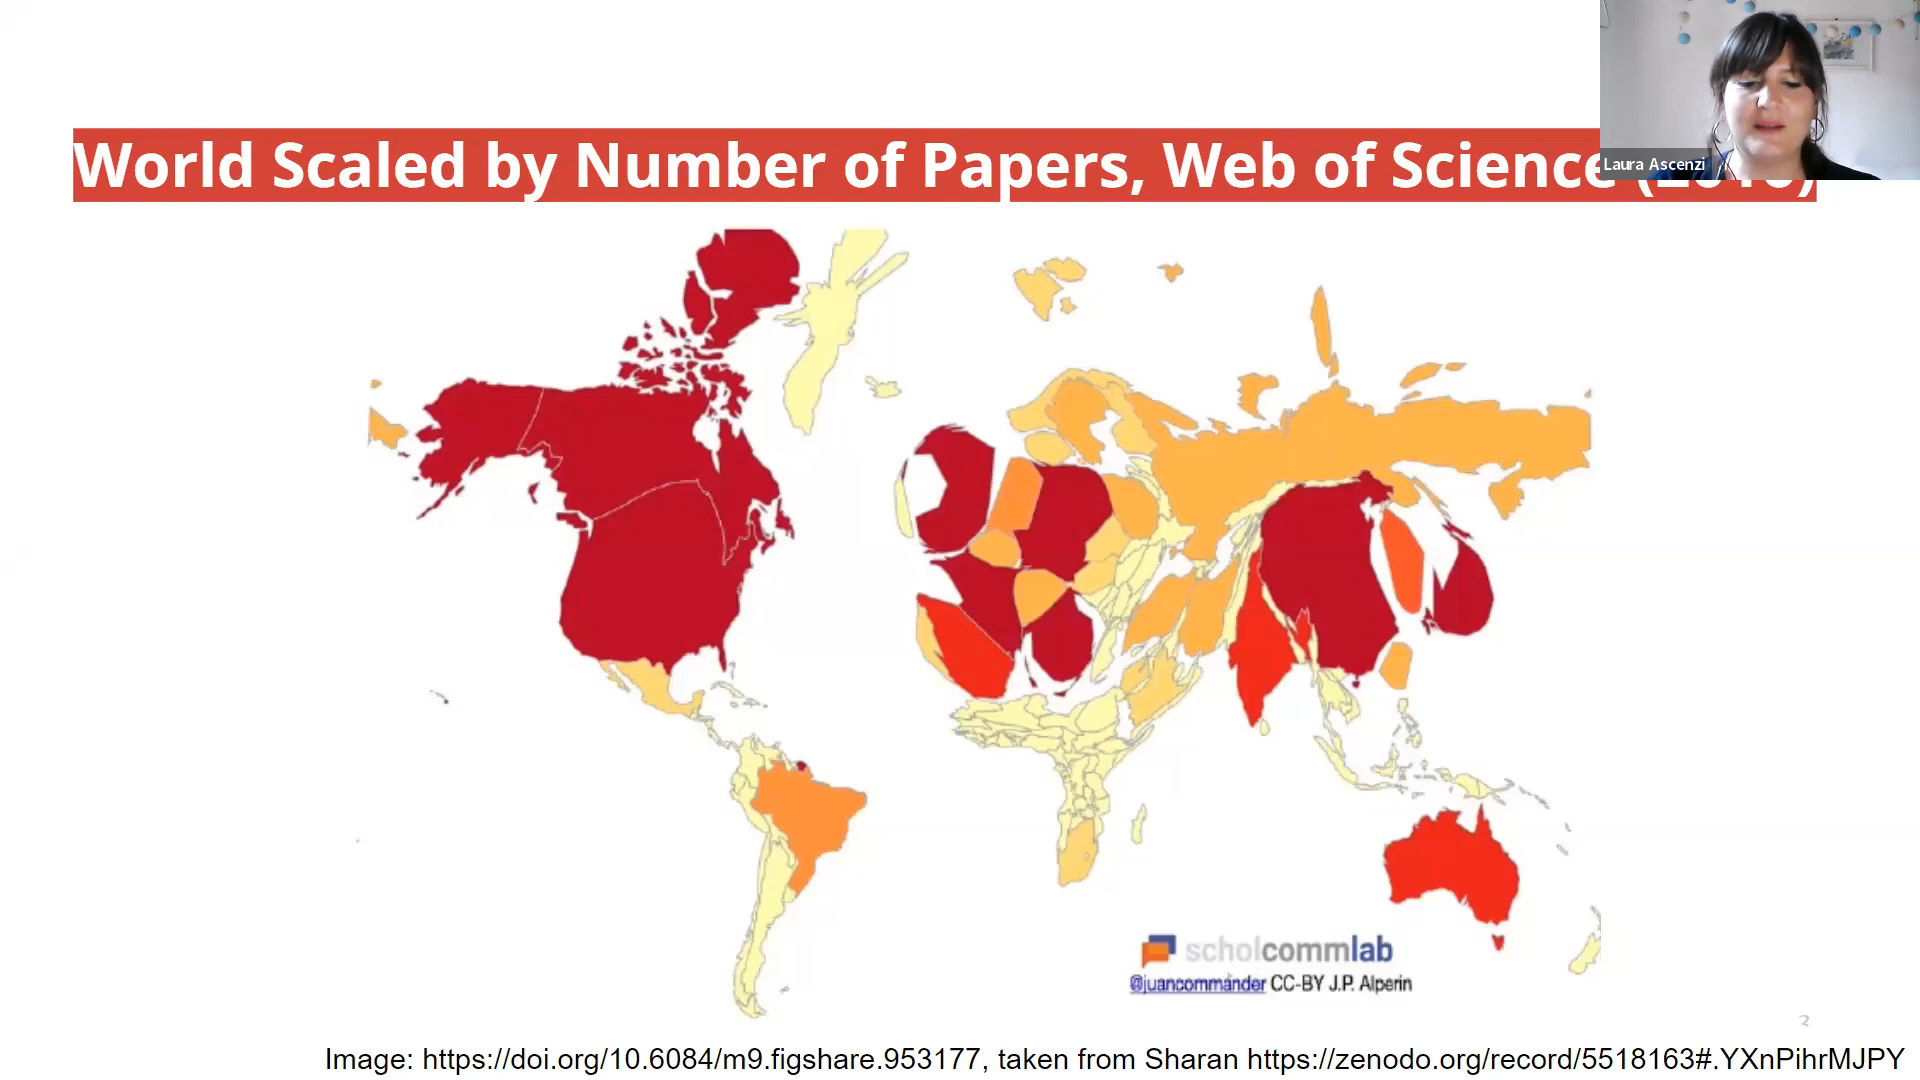 World Scaled by Number of Papers, Web of Science
Laura Ascenzi
scholcommlab
@juancommander CC-BY J.P. Alperin
2
Image: https://doi.org/10.6084/m9.figshare.953177, taken from Sharan https://zenodo.org/record/5518163#.YXnPihrMJPY